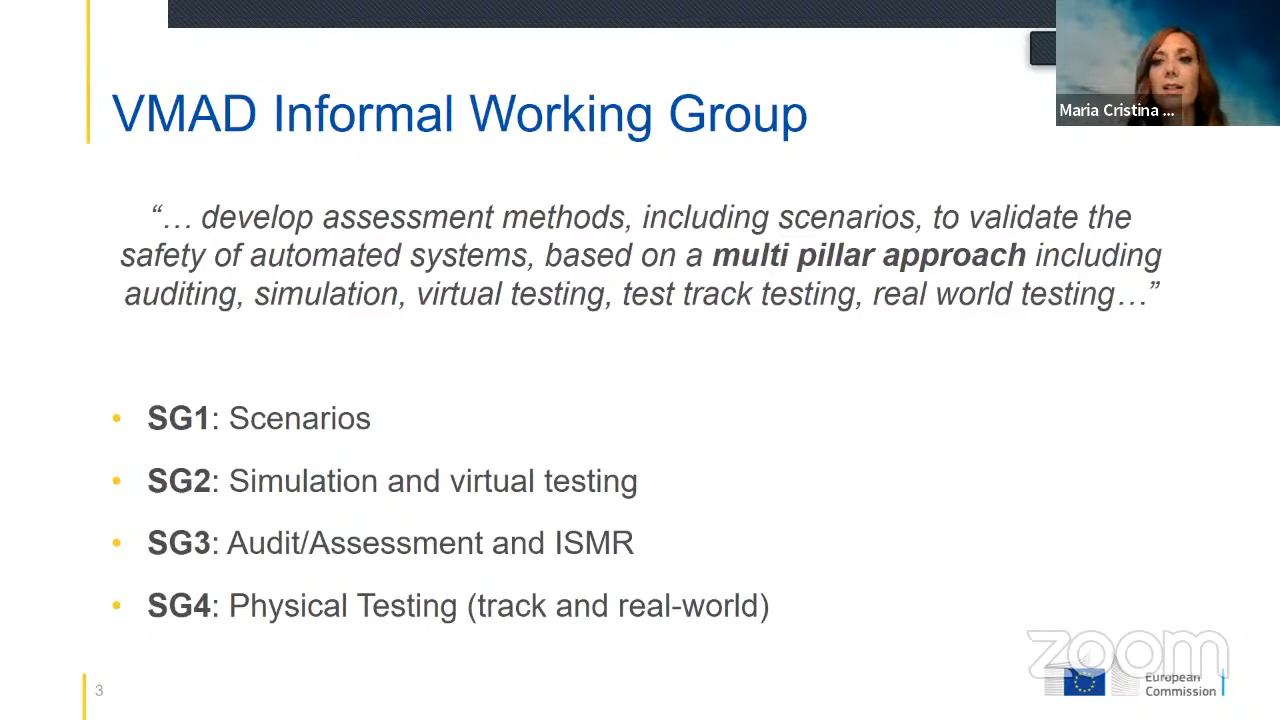 Maria Cristina ...
VMAD Informal Working Group
“… develop assessment methods, including scenarios, to validate the
safety of automated systems, based on a multi pillar approach including
auditing, simulation, virtual testing, test track testing, real world testing…”
• SG1: Scenarios
• SG2: Simulation and virtual testing
• SG3: Audit/Assessment and ISMR
• SG4: Physical Testing (track and real-world)
zoom
European
Commission
3